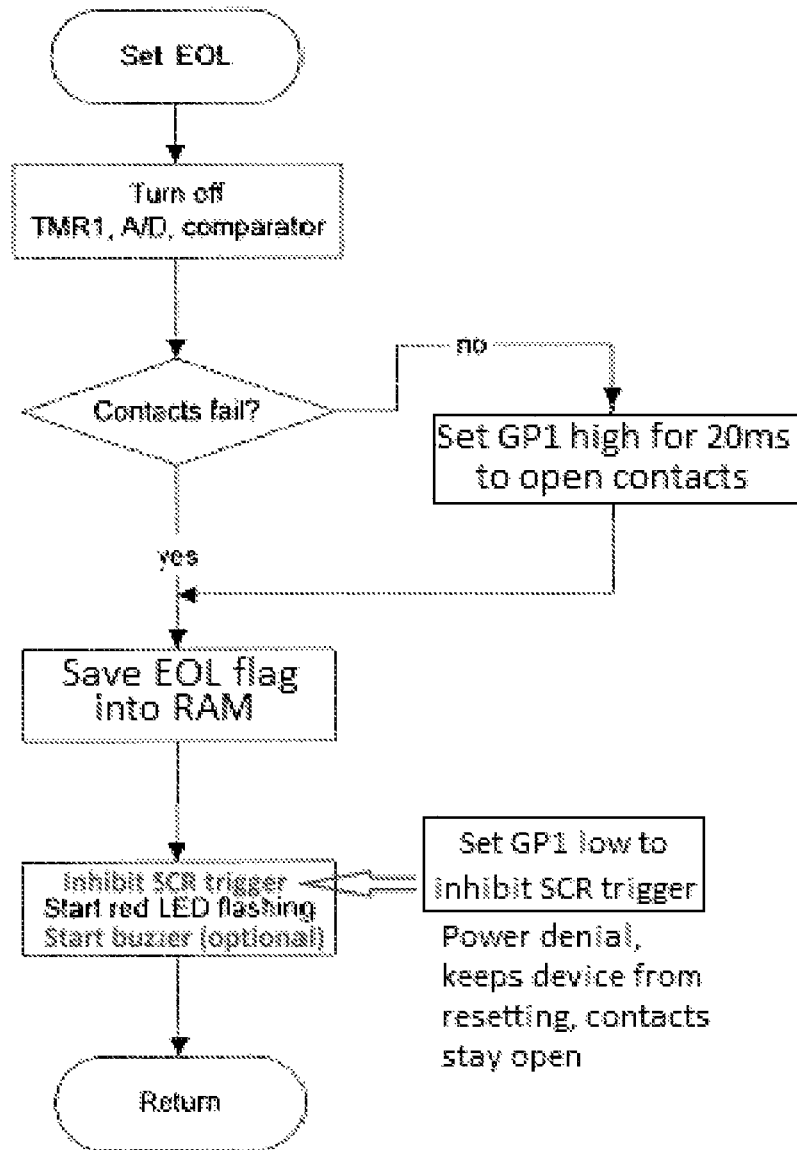 Set EOL
Turn off
TMR1, A/D, comparator
no
Contacts fail?
Set GP1 high for 20ms
to open contacts
yes
Save EOL flag
into RAM
Set GP1 low to
inhibit SCR trigger
Inhibit SCR trigger
Start red LED flashing
Start buzzer (optional)
Power denial,
keeps device from
resetting, contacts
stay open
Return